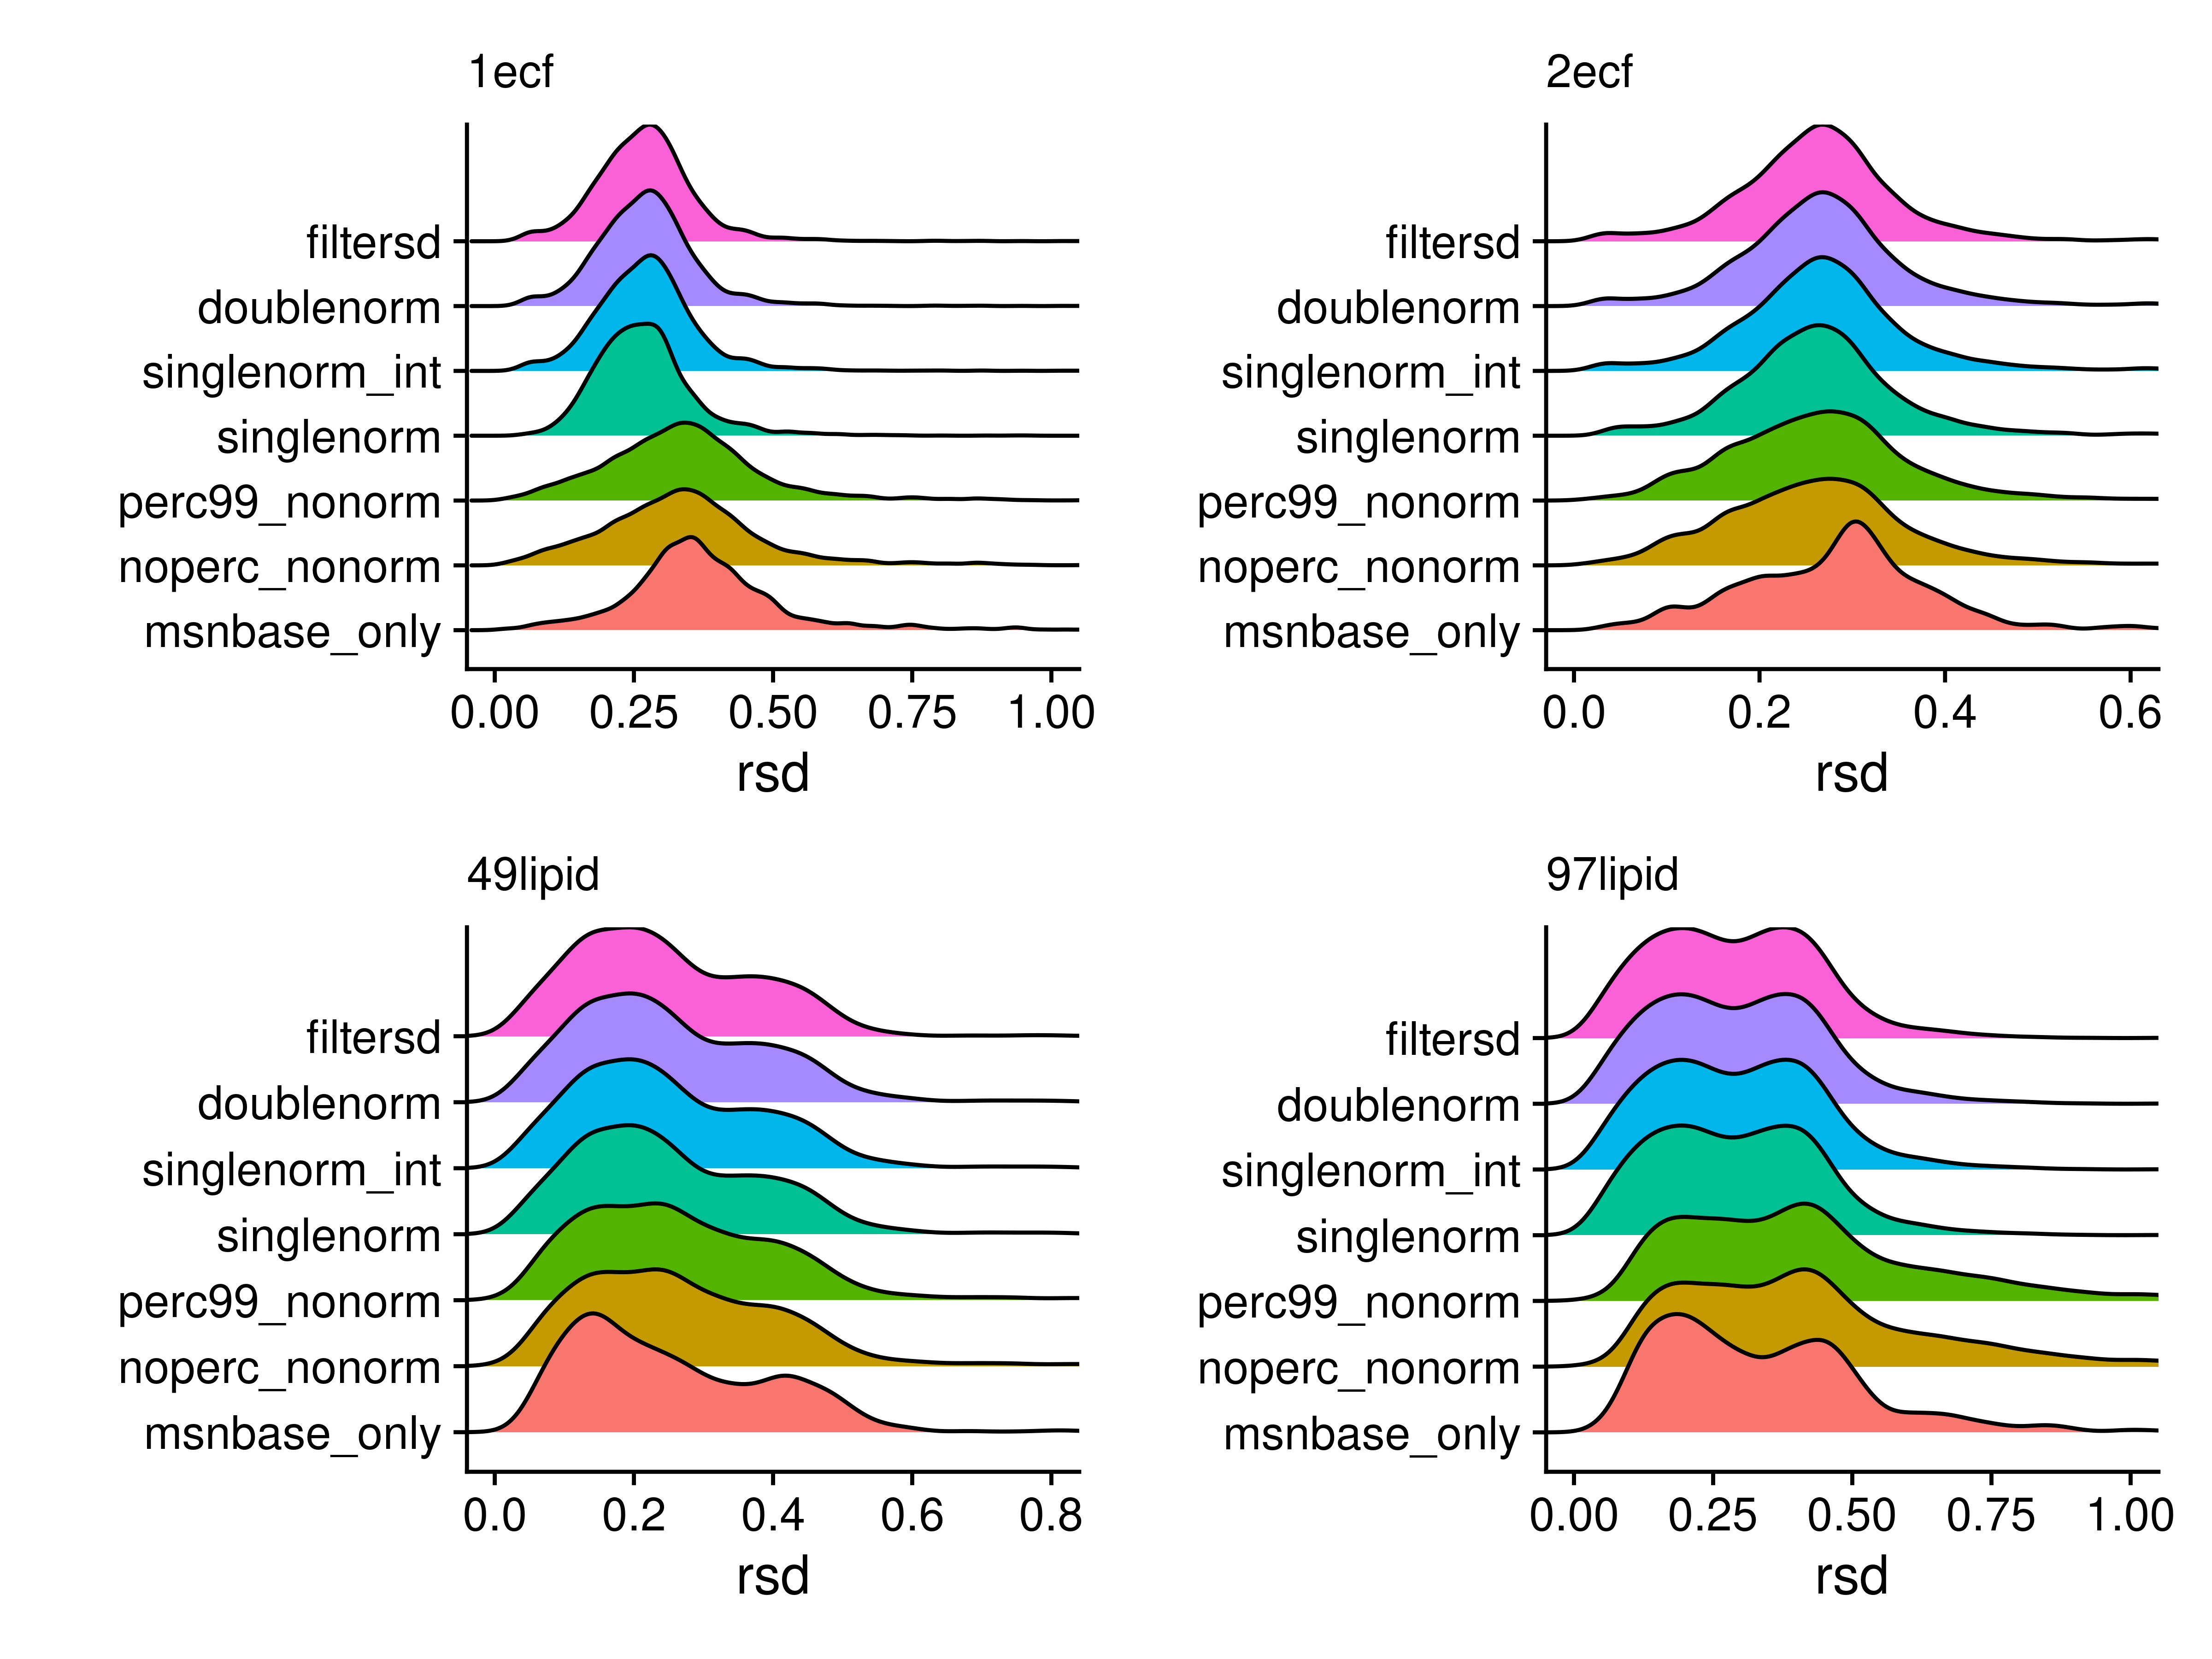 1ecf
filtersd
doublenorm
singlenorm_int
singlenorm
perc99_nonorm
noperc_nonorm
msnbase_only
0.00 0.25 0.50 0.75 1.00
rsd
2ecf
filtersd
doublenorm
singlenorm_int
singlenorm
perc99_nonorm
noperc_nonorm
msnbase_only
0.0 0.2 0.4 0.6
rsd
49lipid
filtersd
doublenorm
singlenorm_int
singlenorm
perc99_nonorm
noperc_nonorm
msnbase_only
0.0 0.2 0.4 0.6 0.8
rsd
97lipid
filtersd
doublenorm
singlenorm_int
singlenorm
perc99_nonorm
noperc_nonorm
msnbase_only
0.00 0.25 0.50 0.75 1.00
rsd